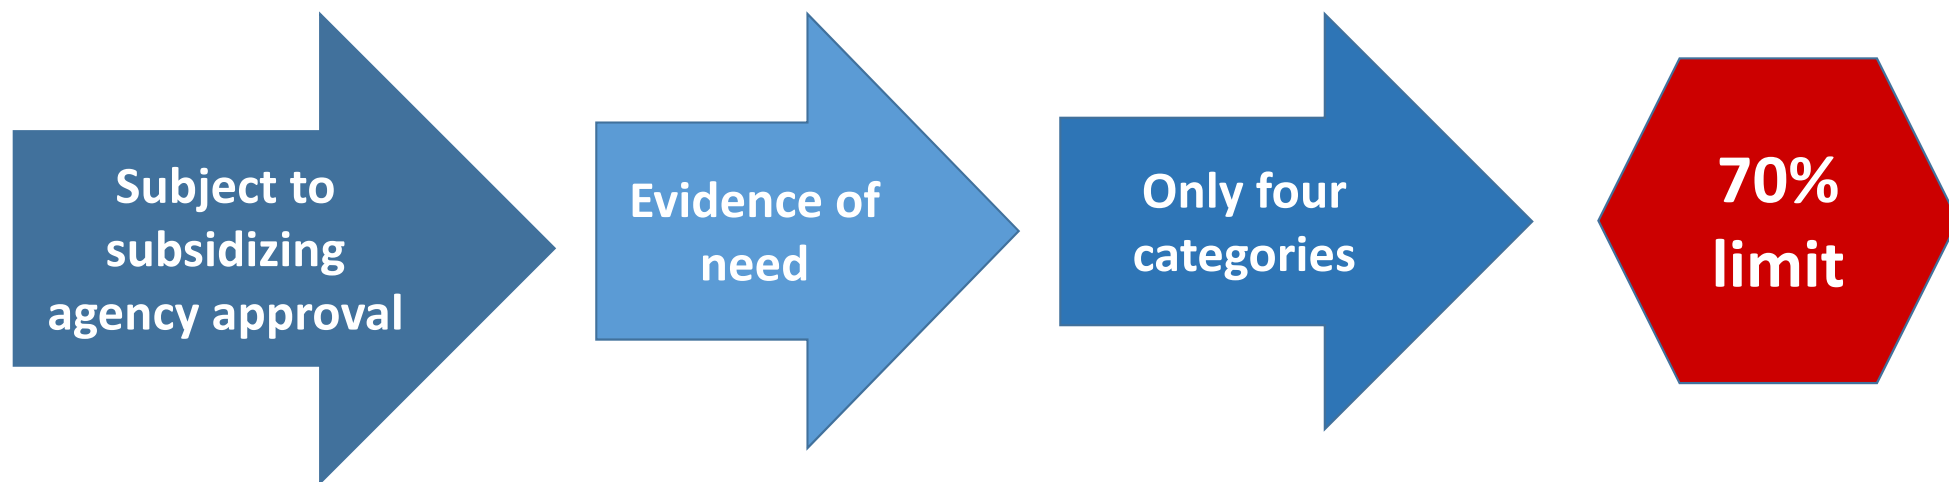 Subject to
subsidizing
agency approval
Evidence of
need
Only four
categories
70%
limit